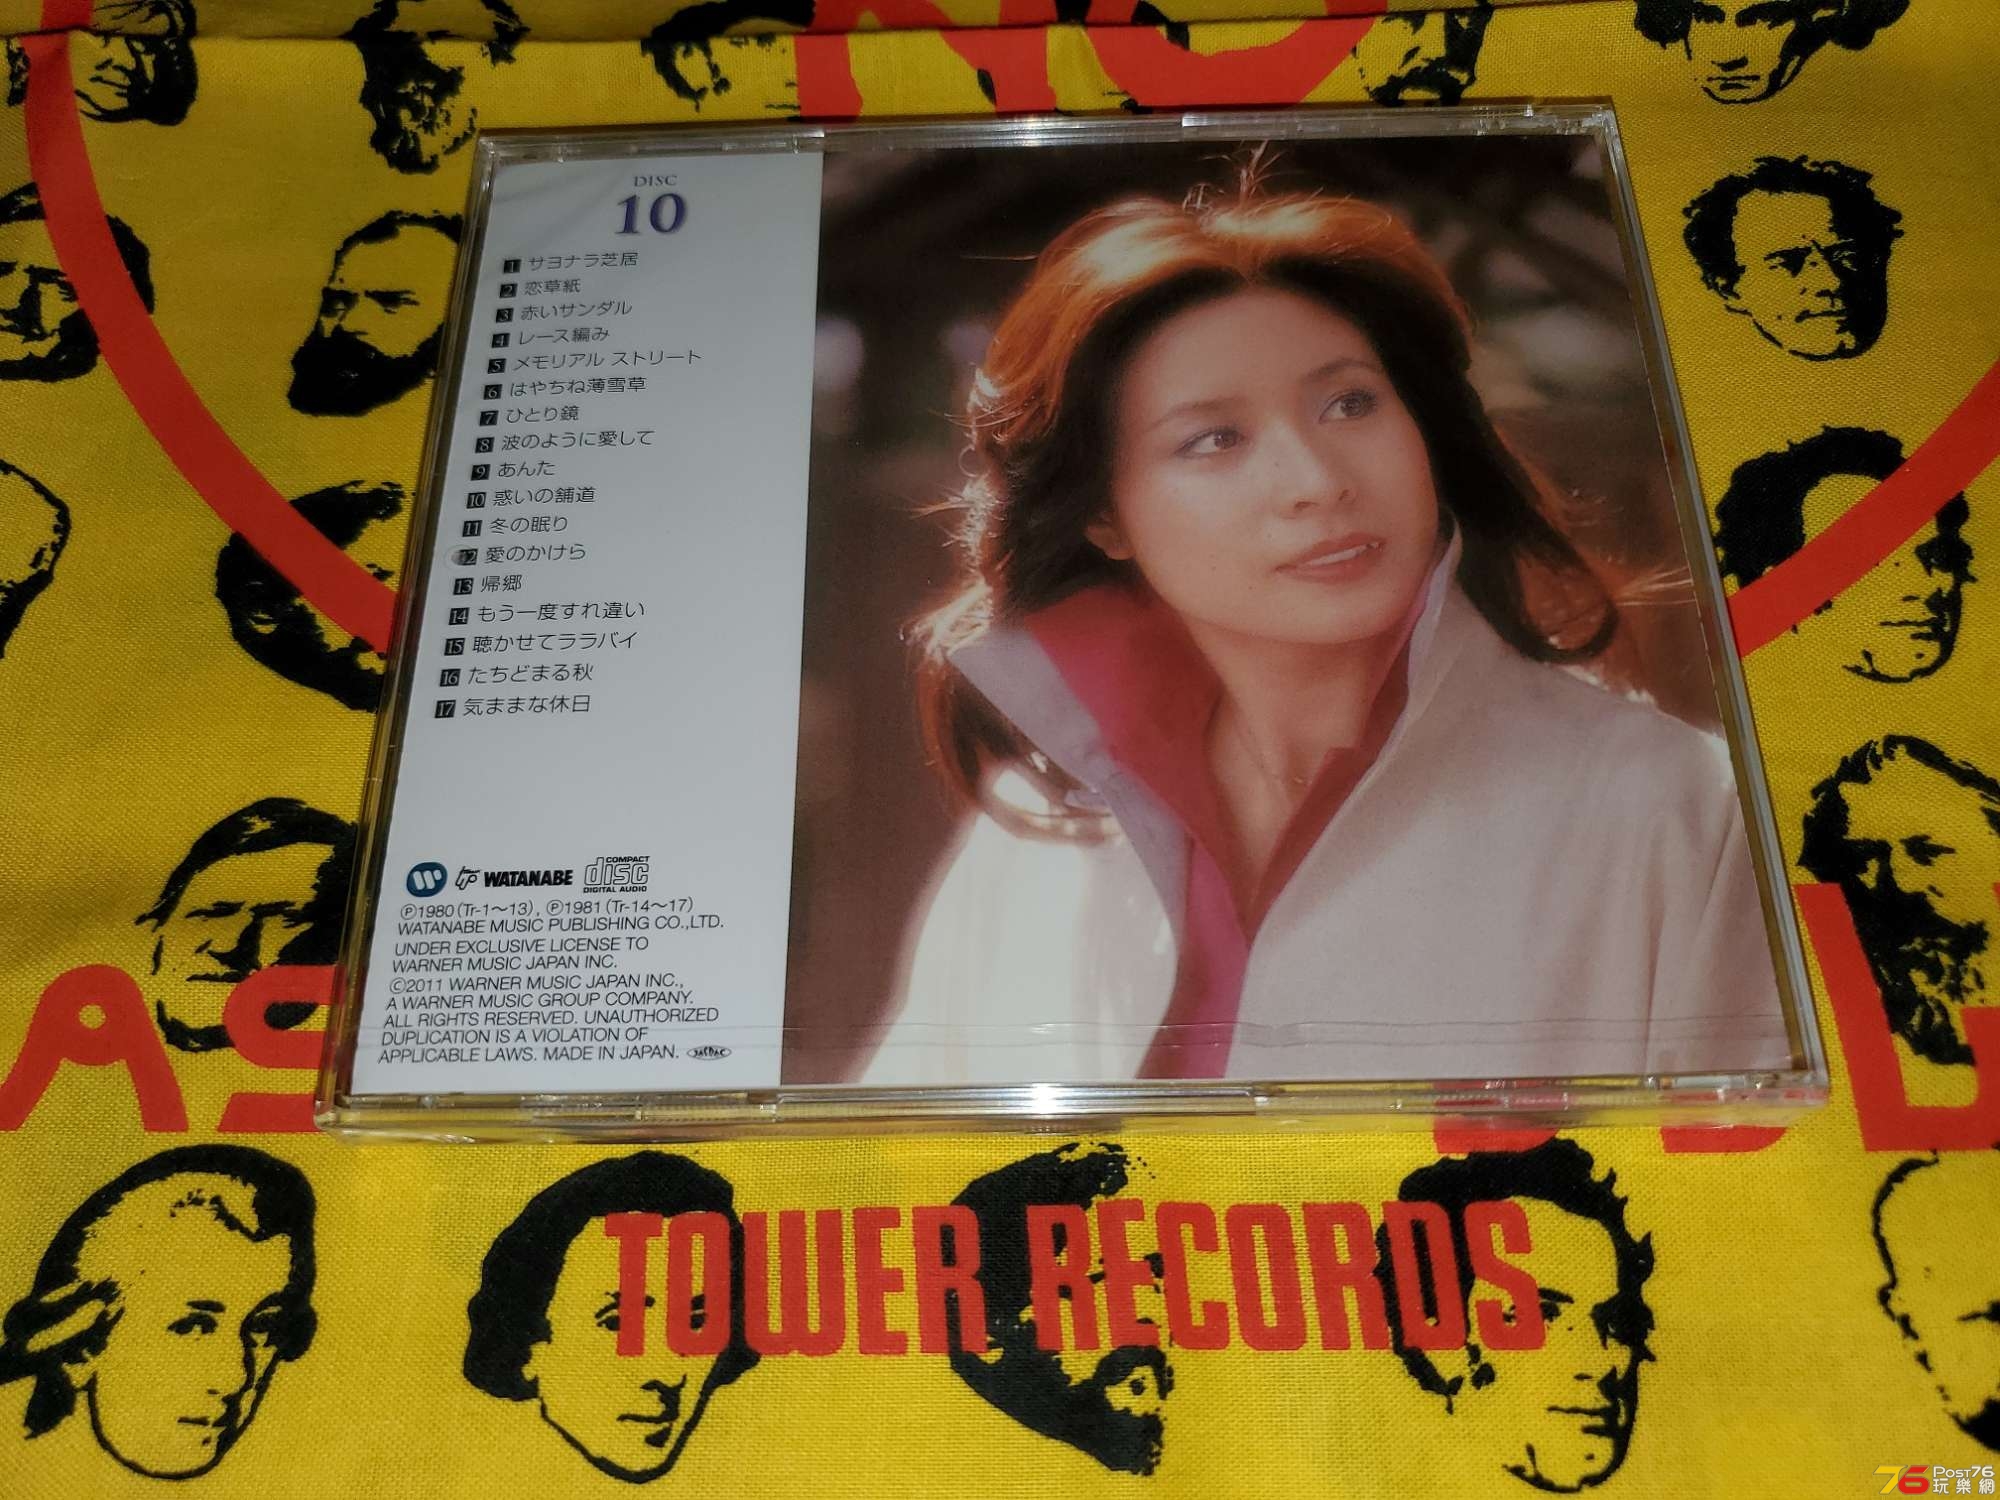 NO
DISC
10
1 サヨナラ芝居
2 恋草紙
3 赤いサンダル
4 レース編み
5 メモリアル ストリート
6 はやちね薄雪草
7 ひとり鏡
8 波のように愛して
9 あんた
10 惑いの舗道
11 冬の眠り
12 愛のかけら
13 帰郷
14 もう一度すれ違い
15 聴かせてララバイ
16 たちどまる秋
17 気ままな休日
WATANABE COMPACT disc DIGITAL AUDIO
Ⓟ1980(Tr-1〜13), Ⓟ1981(Tr-14〜17)
WATANABE MUSIC PUBLISHING CO.,LTD.
UNDER EXCLUSIVE LICENSE TO
WARNER MUSIC JAPAN INC.
©2011 WARNER MUSIC JAPAN INC.,
A WARNER MUSIC GROUP COMPANY.
ALL RIGHTS RESERVED. UNAUTHORIZED
DUPLICATION IS A VIOLATION OF
APPLICABLE LAWS. MADE IN JAPAN. JASRAC
TOWER RECORDS
76 POST76
玩樂網